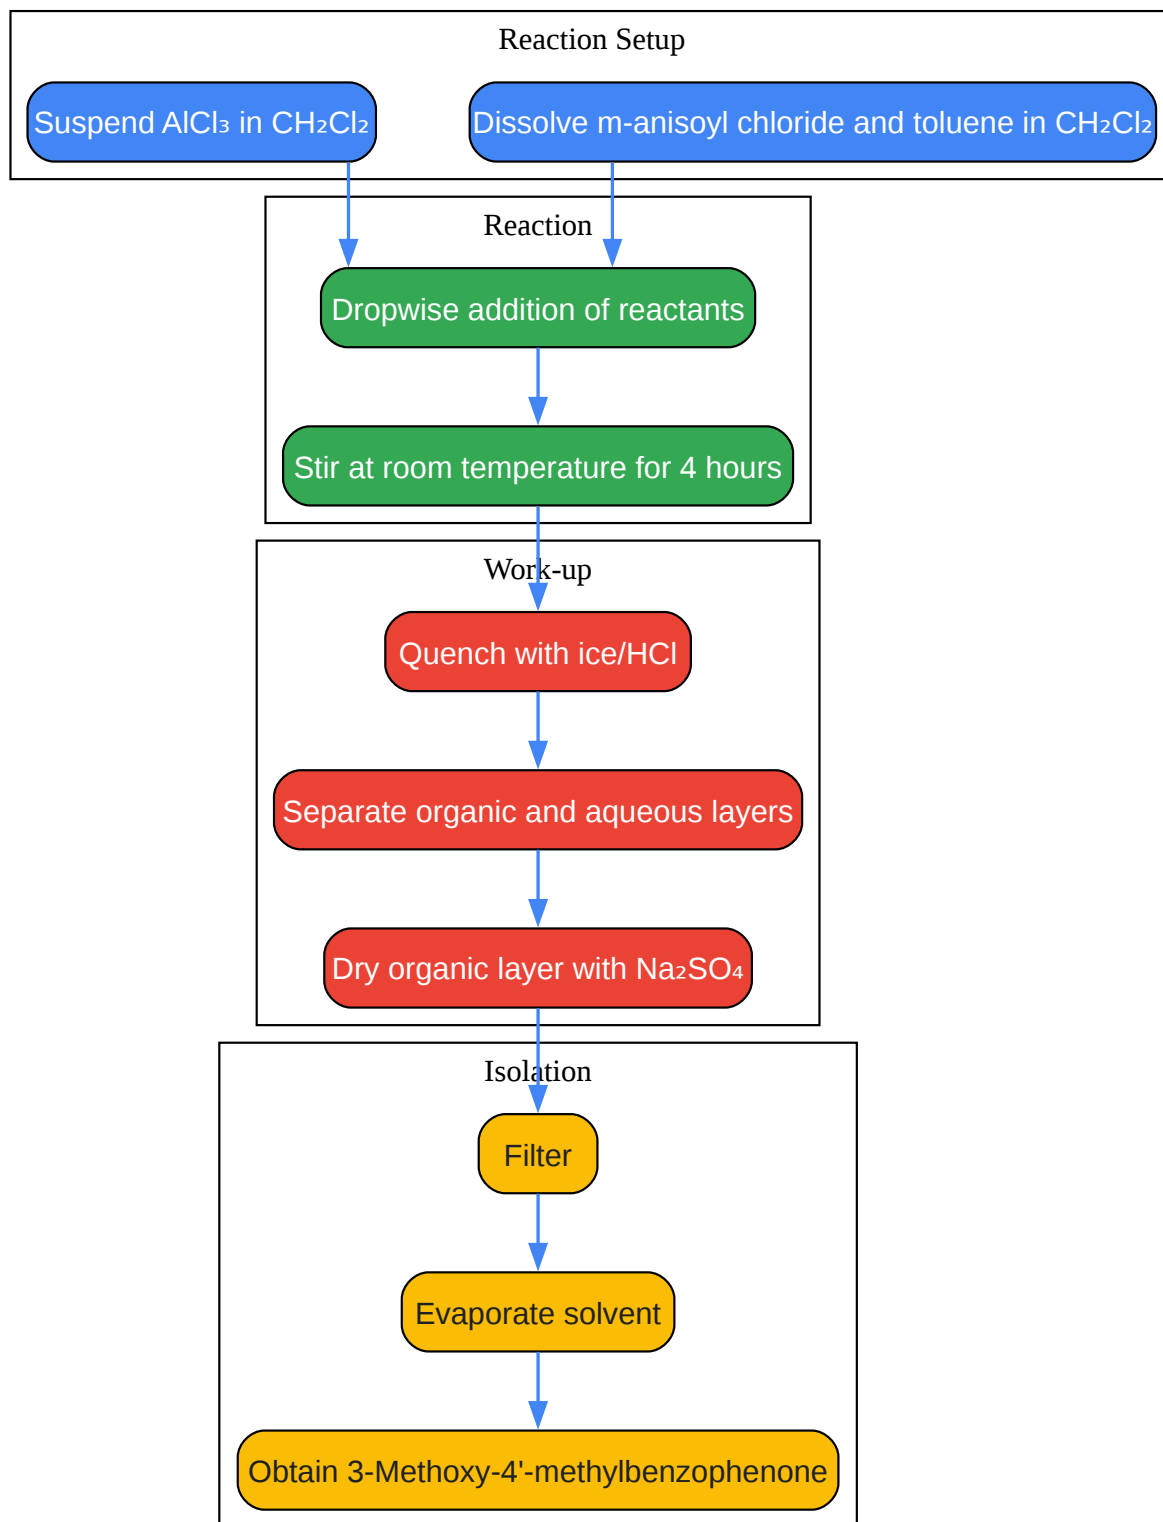 Reaction Setup
Suspend AlCl₃ in CH₂Cl₂
Dissolve m-anisoyl chloride and toluene in CH₂Cl₂
Reaction
Dropwise addition of reactants
Stir at room temperature for 4 hours
Work-up
Quench with ice/HCl
Separate organic and aqueous layers
Dry organic layer with Na₂SO₄
Isolation
Filter
Evaporate solvent
Obtain 3-Methoxy-4'-methylbenzophenone